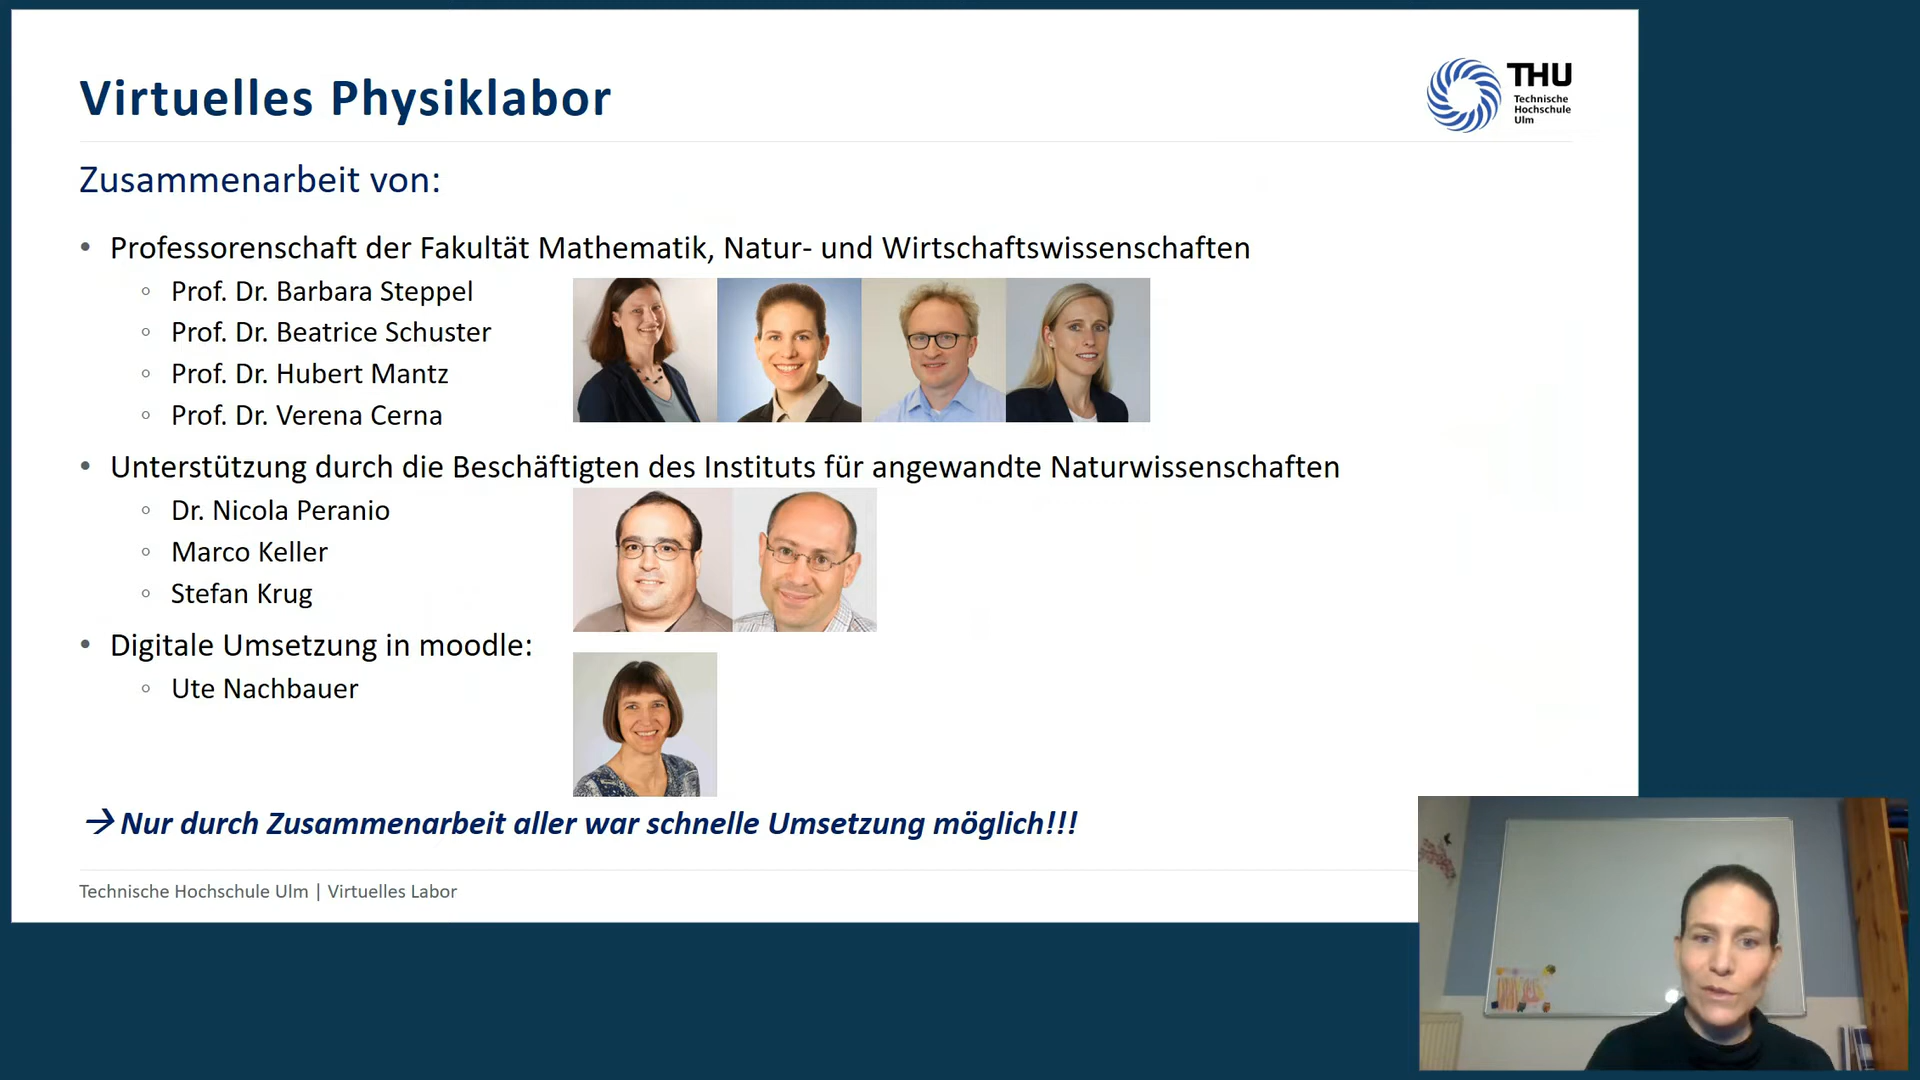 Virtuelles Physiklabor
THU
Technische
Hochschule
Ulm
Zusammenarbeit von:
• Professorenschaft der Fakultät Mathematik, Natur- und Wirtschaftswissenschaften
◦ Prof. Dr. Barbara Steppel
◦ Prof. Dr. Beatrice Schuster
◦ Prof. Dr. Hubert Mantz
◦ Prof. Dr. Verena Cerna
• Unterstützung durch die Beschäftigten des Instituts für angewandte Naturwissenschaften
◦ Dr. Nicola Peranio
◦ Marco Keller
◦ Stefan Krug
• Digitale Umsetzung in moodle:
◦ Ute Nachbauer
→ Nur durch Zusammenarbeit aller war schnelle Umsetzung möglich!!!
Technische Hochschule Ulm | Virtuelles Labor